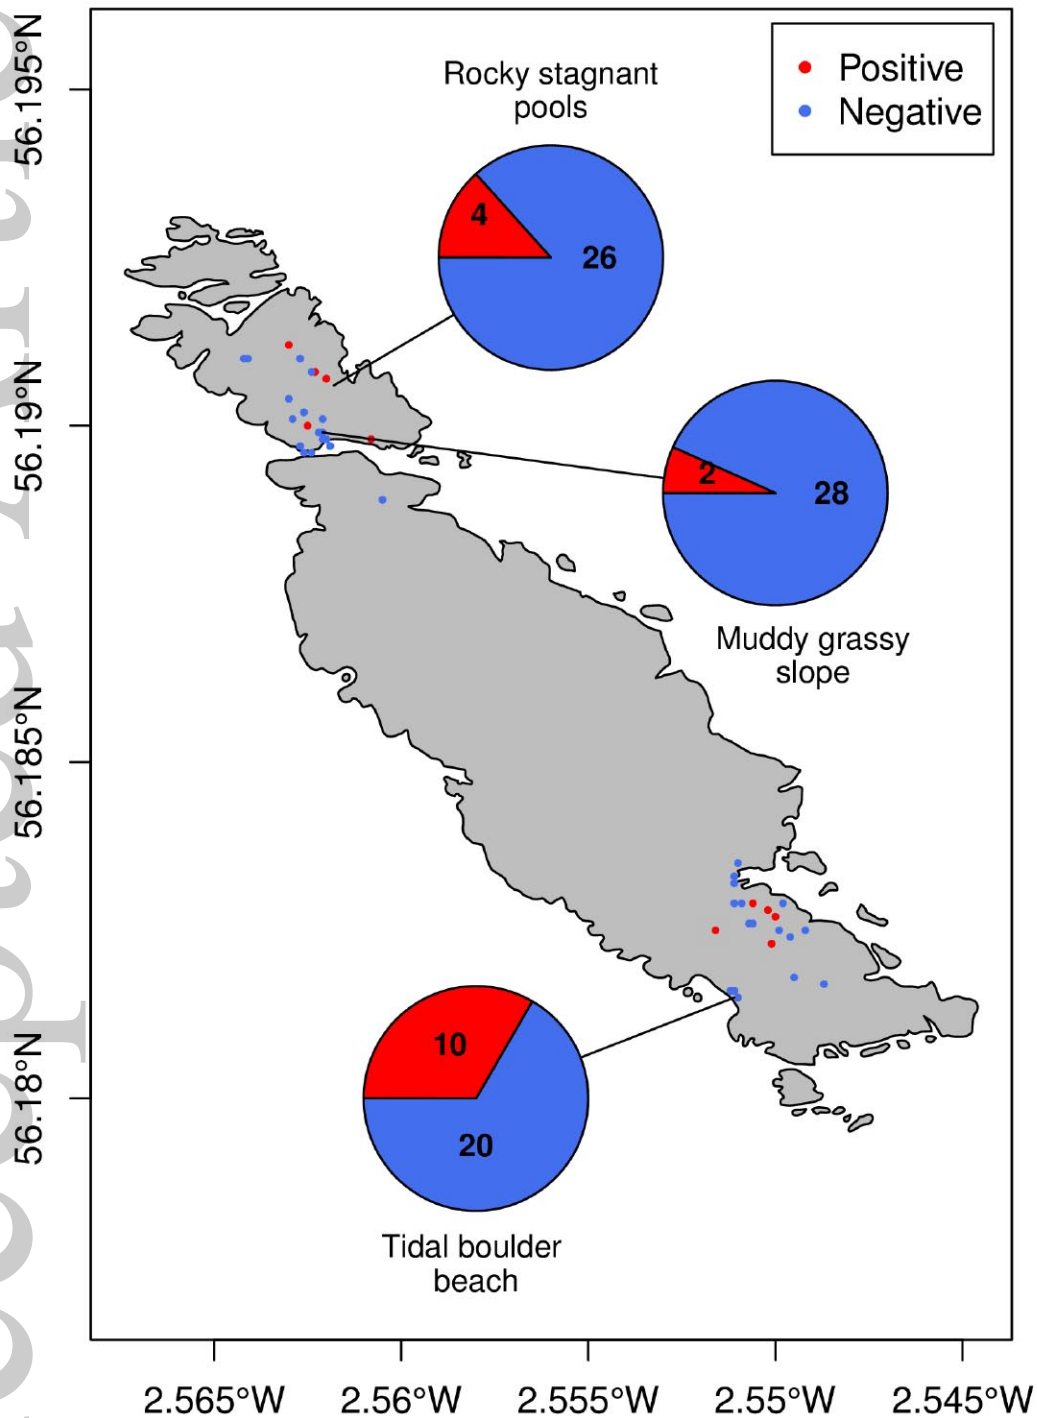 56.195°N
56.19°N
56.185°N
56.18°N
Positive
Negative
Rocky stagnant
pools
4
26
2
28
Muddy grassy
slope
10
20
Tidal boulder
beach
2.565°W
2.56°W
2.555°W
2.55°W
2.545°W